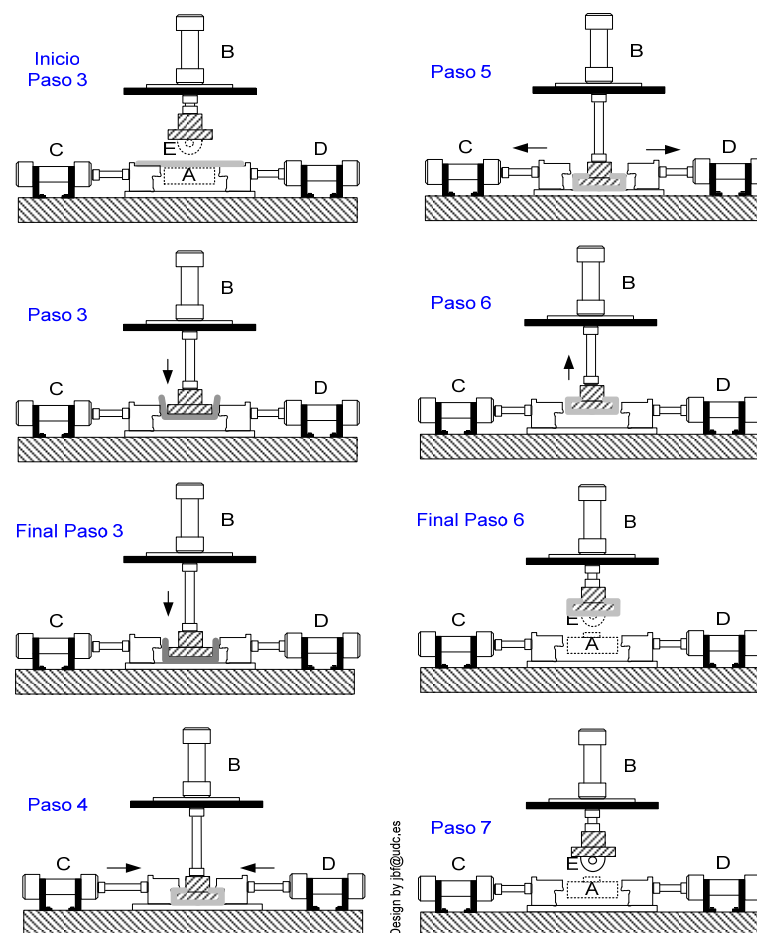 Inicio
Paso 3
B
E
C
D
A
Paso 3
B
C
D
Final Paso 3
B
C
D
Paso 4
B
C
D
Paso 5
B
C
D
Paso 6
B
C
D
Final Paso 6
B
E
C
D
A
Paso 7
B
E
C
D
A
Design by jbf@udc.es